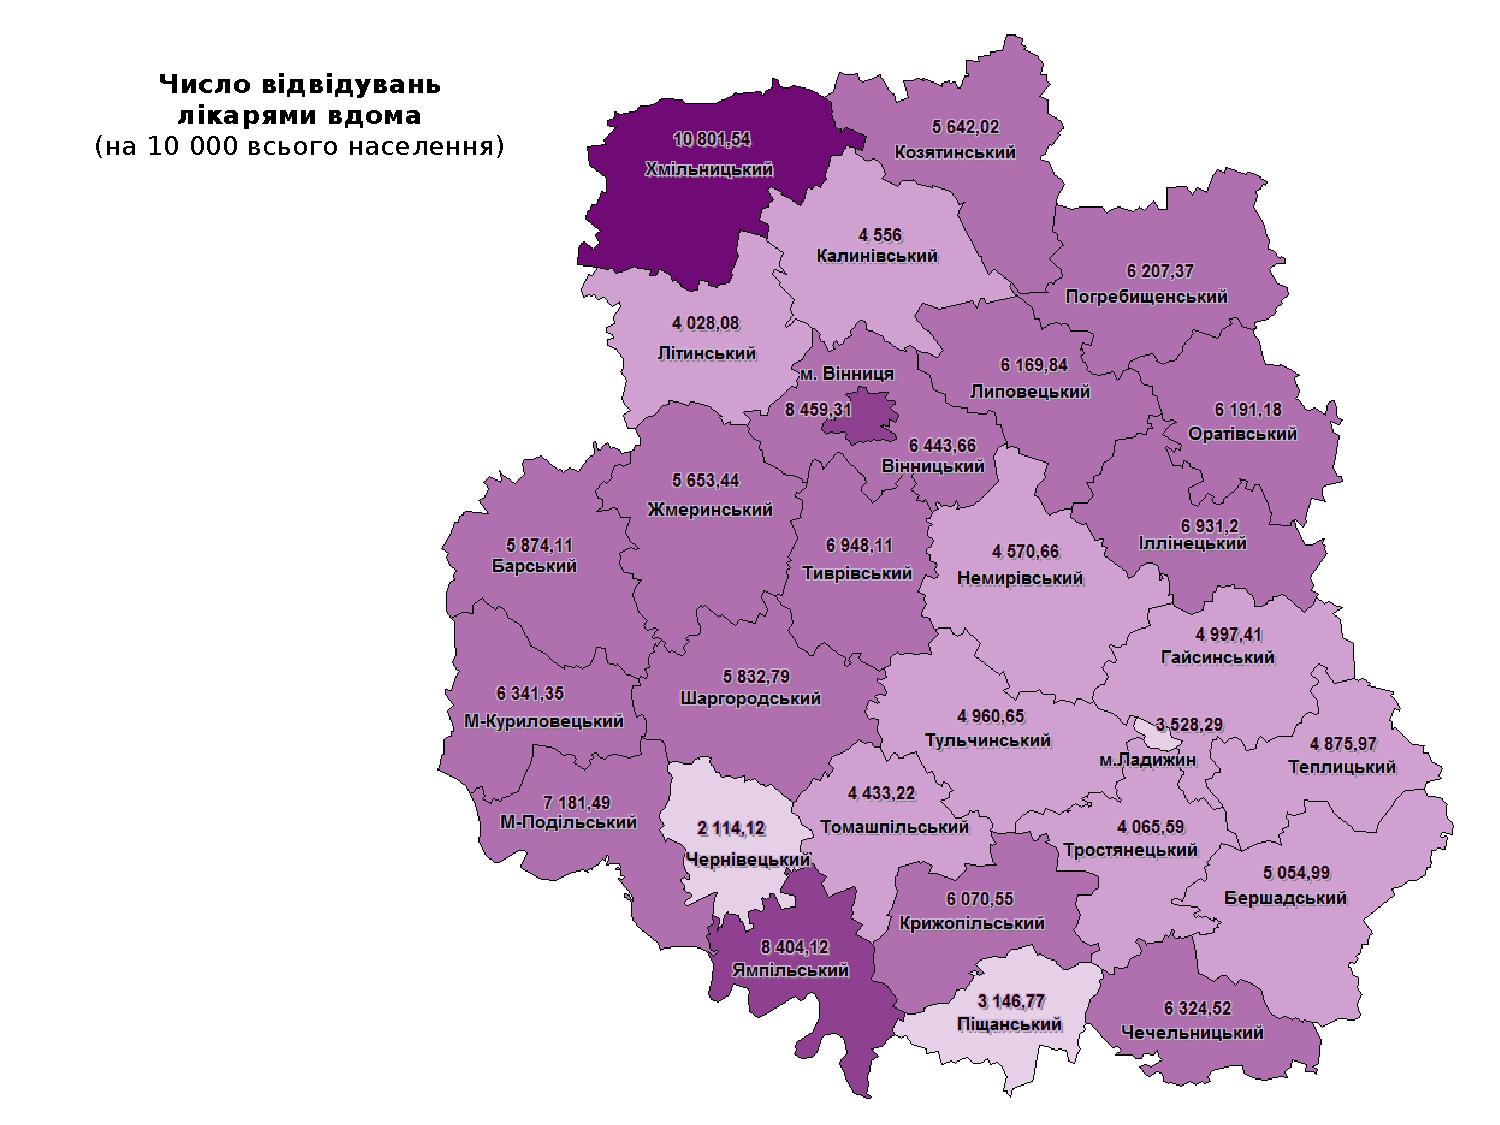 Число відвідувань
лікарями вдома
(на 10 000 всього населення)
10 801,54
Хмільницький
5 642,02
Козятинський
4 556
Калинівський
6 207,37
Погребищенський
4 028,08
Літинський
м. Вінниця
8 459,31
6 169,84
Липовецький
6 191,18
Оратівський
6 443,66
Вінницький
5 653,44
Жмеринський
5 874,11
Барський
6 948,11
Тиврівський
4 570,66
Немирівський
6 931,2
Іллінецький
4 997,41
Гайсинський
6 341,35
М-Куриловецький
5 832,79
Шаргородський
4 960,65
Тульчинський
3 528,29
м.Ладижин
4 875,97
Теплицький
7 181,49
М-Подільський
2 114,12
Чернівецький
4 433,22
Томашпільський
4 065,59
Тростянецький
5 054,99
Бершадський
6 070,55
Крижопільський
8 404,12
Ямпільський
3 146,77
Піщанський
6 324,52
Чечельницький